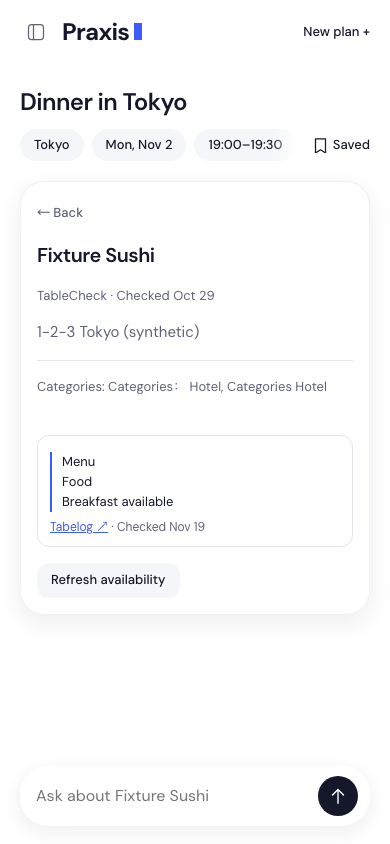 Praxis
New plan +
Dinner in Tokyo
Tokyo
Mon, Nov 2
19:00–19:30
Saved
← Back
Fixture Sushi
TableCheck · Checked Oct 29
1-2-3 Tokyo (synthetic)
Categories: Categories： Hotel, Categories Hotel
Menu
Food
Breakfast available
Tabelog ↗ · Checked Nov 19
Refresh availability
Ask about Fixture Sushi